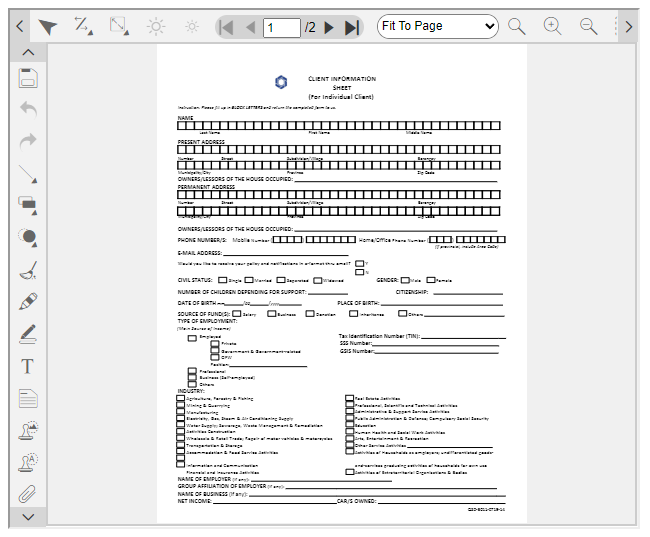 1 /2 Fit To Page
CLIENT INFORMATION
SHEET
(For Individual Client)
Instruction: Please fill up in BLOCK LETTERS and return the completed form to us.
NAME
Last Name First Name Middle Name
PRESENT ADDRESS
Number Street Subdivision/Village Barangay
Municipality/City Province Zip Code
OWNERS/LESSORS OF THE HOUSE OCCUPIED:
PERMANENT ADDRESS
Number Street Subdivision/Village Barangay
Municipality/City Province Zip Code
OWNERS/LESSORS OF THE HOUSE OCCUPIED:
PHONE NUMBER/S: Mobile Number Home/Office Phone Number
(if provincial, include Area Code)
E-MAIL ADDRESS:
Would you like to receive your policy and notifications in eformat thru email? Y
N
CIVIL STATUS: Single Married Separated Widowed GENDER: Male Female
NUMBER OF CHILDREN DEPENDING FOR SUPPORT: CITIZENSHIP:
DATE OF BIRTH mm /dd /yyyy PLACE OF BIRTH:
SOURCE OF FUND(S): Salary Business Donation Inheritance Others
TYPE OF EMPLOYMENT:
(Main Source of Income)
Employed
Private
Government & Government-related
OFW
Position:
Professional
Business (Self-employed)
Others
Tax Identification Number (TIN):
SSS Number:
GSIS Number:
INDUSTRY:
Agriculture, Forestry & Fishing
Mining & Quarrying
Manufacturing
Electricity, Gas, Steam & Air Conditioning Supply
Water Supply; Sewerage, Waste Management & Remediation
Activities Construction
Wholesale & Retail Trade; Repair of motor vehicles & motorcycles
Transportation & Storage
Accommodation & Food Service Activities
Information and Communication
Financial and Insurance Activities
Real Estate Activities
Professional, Scientific and Technical Activities
Administrative & Support Service Activities
Public Administration & Defense; Compulsory Social Security
Education
Human Health and Social Work Activities
Arts, Entertainment & Recreation
Other Service Activities
Activities of Households as employers; undifferentiated goods-
and-services-producing activities of households for own use
Activities of Extraterritorial Organizations & Bodies
NAME OF EMPLOYER (if any):
GROUP AFFILIATION OF EMPLOYER (if any):
NAME OF BUSINESS (if any):
NET INCOME: CAR/S OWNED: